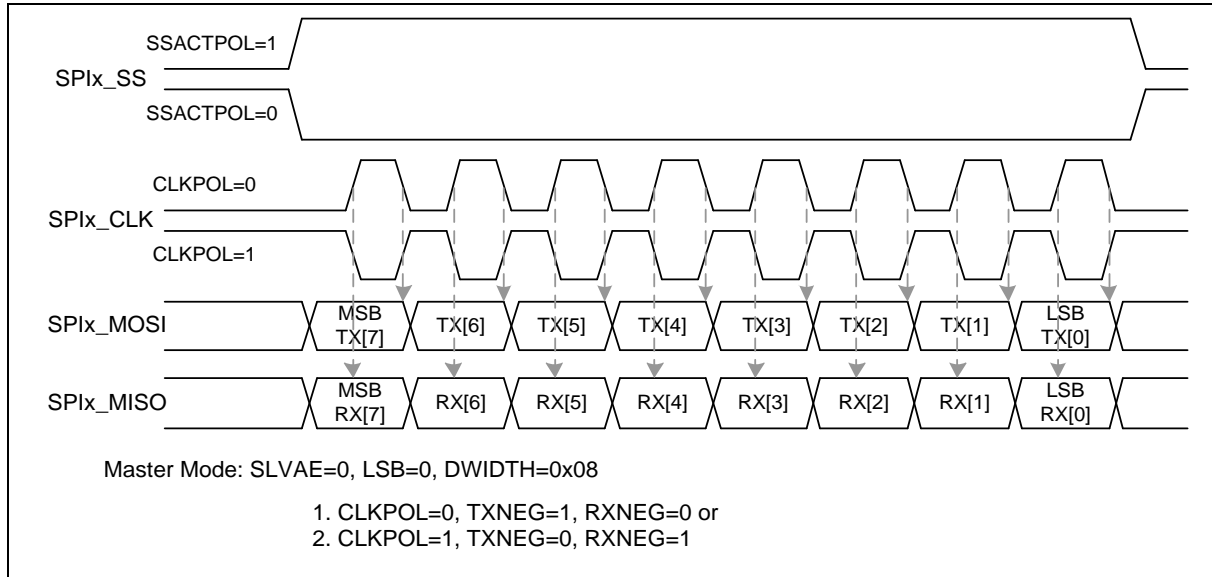 SSACTPOL=1
SPIx_SS
SSACTPOL=0
CLKPOL=0
SPIx_CLK
CLKPOL=1
SPIx_MOSI
MSB TX[7] TX[6] TX[5] TX[4] TX[3] TX[2] TX[1] LSB TX[0]
SPIx_MISO
MSB RX[7] RX[6] RX[5] RX[4] RX[3] RX[2] RX[1] LSB RX[0]
Master Mode: SLVAE=0, LSB=0, DWIDTH=0x08
1. CLKPOL=0, TXNEG=1, RXNEG=0 or
2. CLKPOL=1, TXNEG=0, RXNEG=1